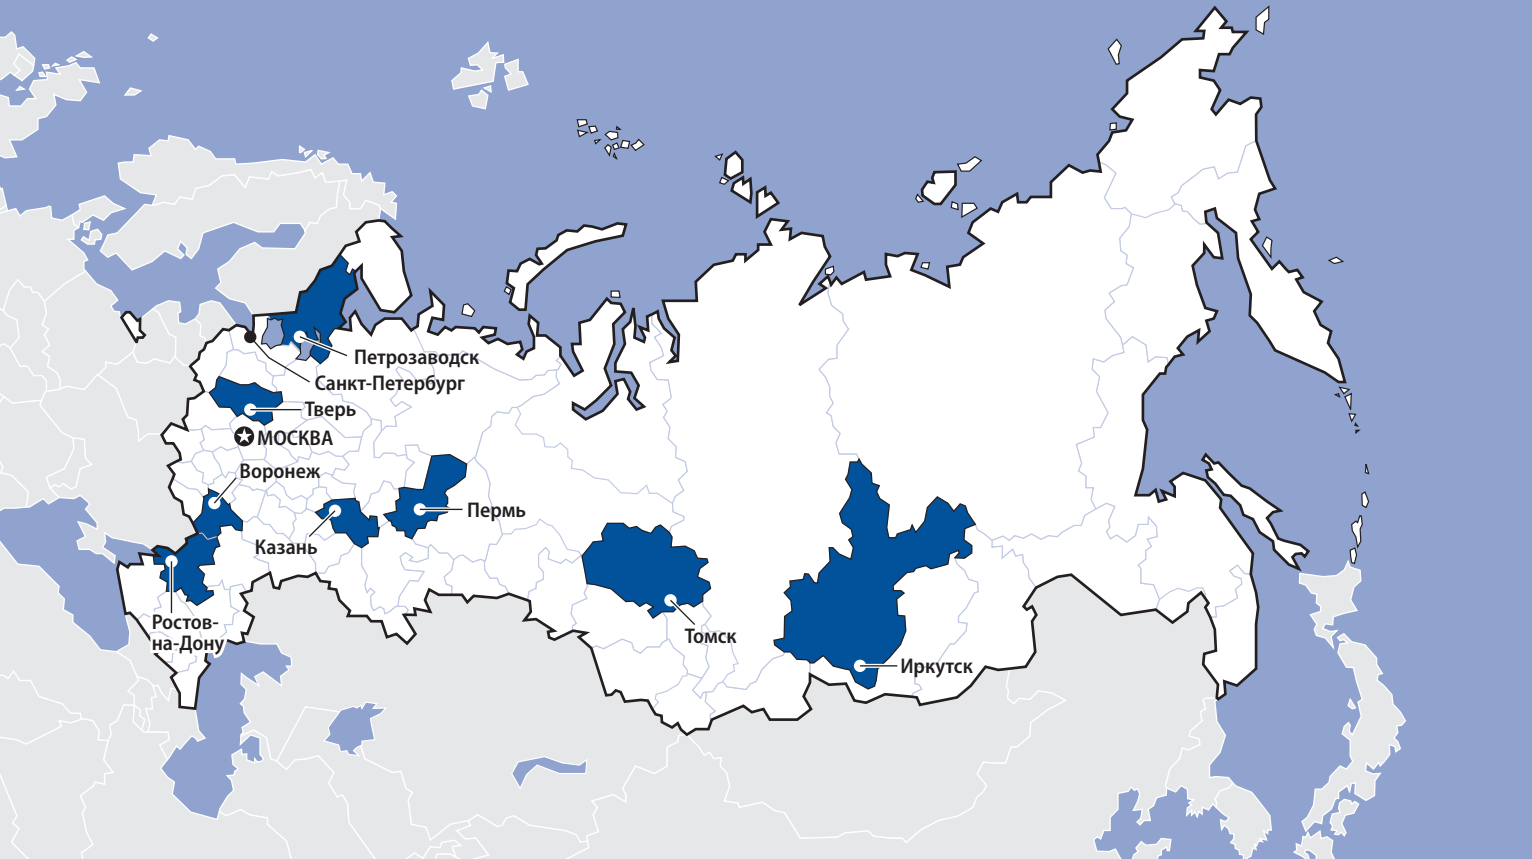 Петрозаводск
Санкт-Петербург
Тверь
МОСКВА
Воронеж
Пермь
Казань
Ростов-
на-Дону
Томск
Иркутск